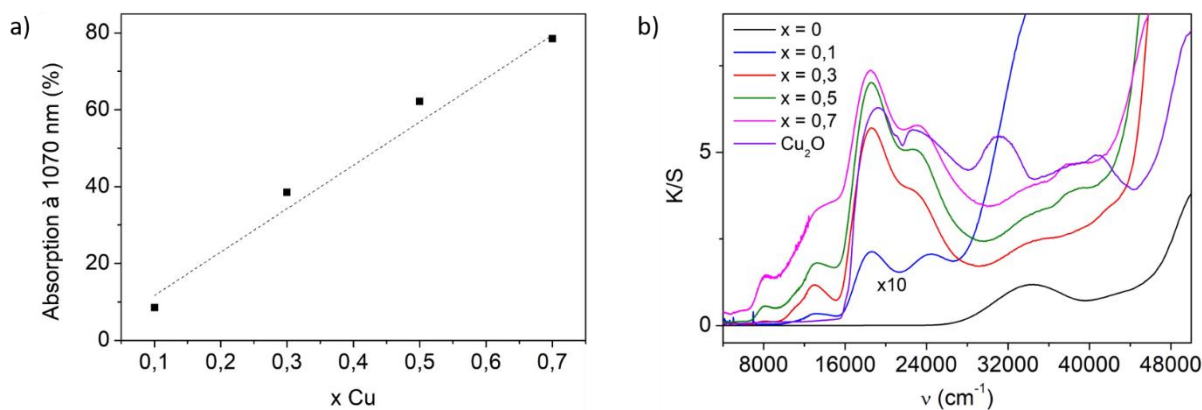 a)
80
60
40
20
0
Absorption à 1070 nm (%)
0,1 0,2 0,3 0,4 0,5 0,6 0,7
x Cu
b)
x = 0
x = 0,1
x = 0,3
x = 0,5
x = 0,7
Cu₂O
x10
5
0
K/S
8000 16000 24000 32000 40000 48000
ν (cm⁻¹)